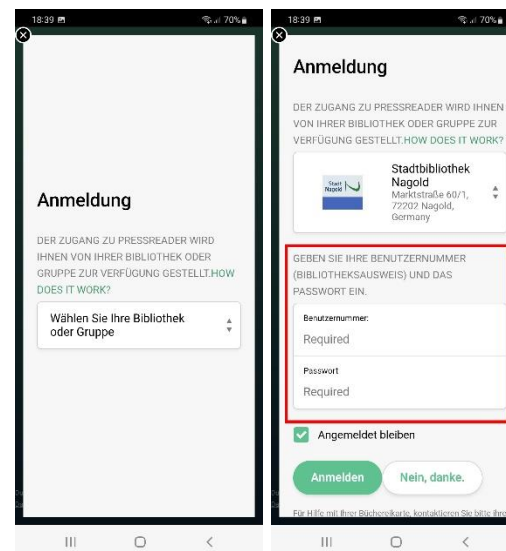 18:39
70%
Anmeldung
DER ZUGANG ZU PRESSREADER WIRD
IHNEN VON IHRER BIBLIOTHEK ODER
GRUPPE ZUR VERFÜGUNG GESTELLT.HOW
DOES IT WORK?
Wählen Sie Ihre Bibliothek
oder Gruppe
18:39
70%
Anmeldung
DER ZUGANG ZU PRESSREADER WIRD IHNEN
VON IHRER BIBLIOTHEK ODER GRUPPE ZUR
VERFÜGUNG GESTELLT.HOW DOES IT WORK?
Stadt
Nagold
Stadtbibliothek
Nagold
Marktstraße 60/1,
72202 Nagold,
Germany
GEBEN SIE IHRE BENUTZERNUMMER
(BIBLIOTHEKSAUSWEIS) UND DAS
PASSWORT EIN.
Benutzernummer:
Required
Passwort
Required
Angemeldet bleiben
Anmelden
Nein, danke.
Für Hilfe mit Ihrer Büchereikarte, kontaktieren Sie bitte ihre